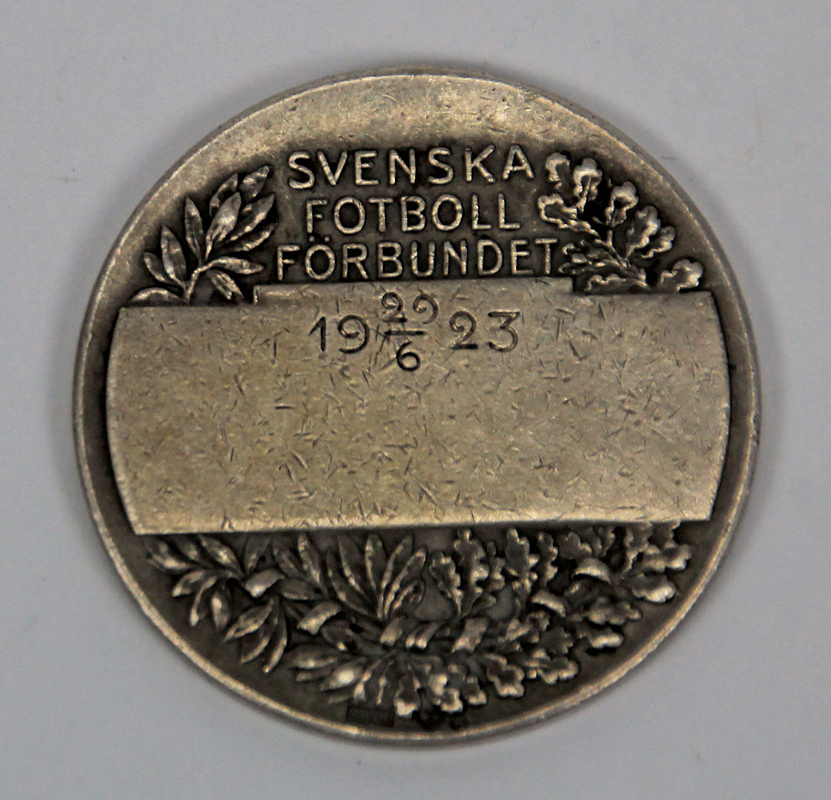 SVENSKA
FOTBOLL
FÖRBUNDET
19 29/6 23